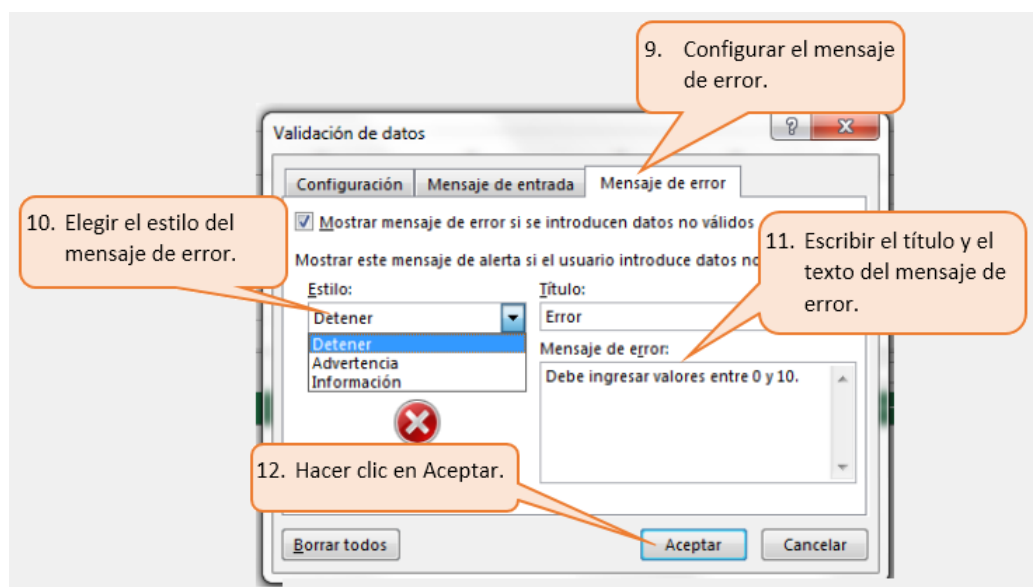 9. Configurar el mensaje
de error.
Validación de datos
Configuración Mensaje de entrada Mensaje de error
10. Elegir el estilo del
mensaje de error.
Mostrar mensaje de error si se introducen datos no válidos
Mostrar este mensaje de alerta si el usuario introduce datos
11. Escribir el título y el
texto del mensaje de
error.
Estilo:
Detener
Detener
Advertencia
Información
Título:
Error
Mensaje de error:
Debe ingresar valores entre 0 y 10.
12. Hacer clic en Aceptar.
Borrar todos Aceptar Cancelar